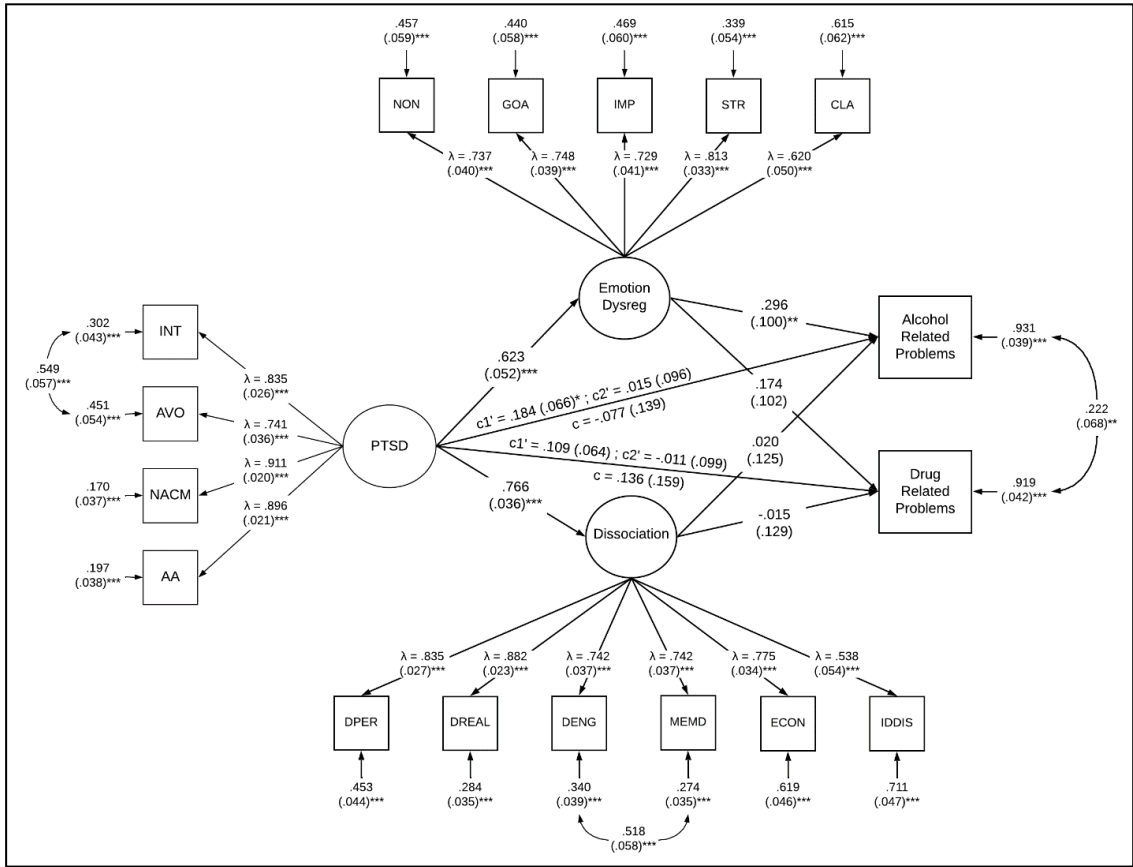 .457
(.059)***
.440
(.058)***
.469
(.060)***
.339
(.054)***
.615
(.062)***
NON
GOA
IMP
STR
CLA
λ = .737
(.040)***
λ = .748
(.039)***
λ = .729
(.041)***
λ = .813
(.033)***
λ = .620
(.050)***
Emotion
Dysreg
.302
(.043)***
INT
.549
(.057)***
.451
(.054)***
AVO
.170
(.037)***
NACM
.197
(.038)***
AA
λ = .835
(.026)***
λ = .741
(.036)***
λ = .911
(.020)***
λ = .896
(.021)***
PTSD
.623
(.052)***
.296
(.100)**
.174
(.102)
c1' = .184 (.066)* ; c2' = .015 (.096)
c = -.077 (.139)
c1' = .109 (.064) ; c2' = -.011 (.099)
c = .136 (.159)
.020
(.125)
.766
(.036)***
-.015
(.129)
Dissociation
Alcohol
Related
Problems
.931
(.039)***
.222
(.068)**
Drug
Related
Problems
.919
(.042)***
λ = .835
(.027)***
λ = .882
(.023)***
λ = .742
(.037)***
λ = .742
(.037)***
λ = .775
(.034)***
λ = .538
(.054)***
DPER
DREAL
DENG
MEMD
ECON
IDDIS
.453
(.044)***
.284
(.035)***
.340
(.039)***
.274
(.035)***
.619
(.046)***
.711
(.047)***
.518
(.058)***